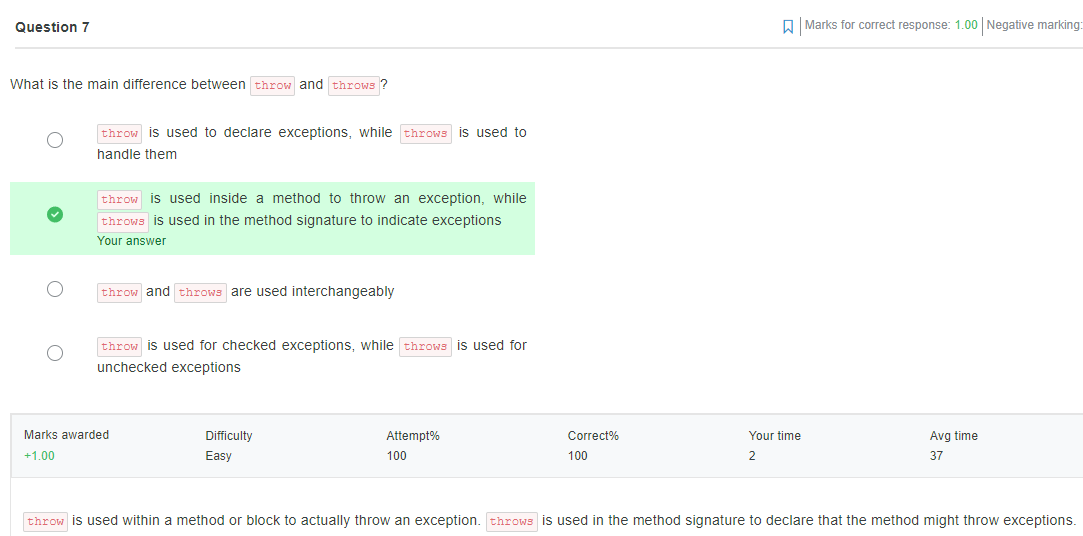 Question 7
Marks for correct response: 1.00 Negative marking:
What is the main difference between throw and throws?
throw is used to declare exceptions, while throws is used to
handle them
throw is used inside a method to throw an exception, while
throws is used in the method signature to indicate exceptions
Your answer
throw and throws are used interchangeably
throw is used for checked exceptions, while throws is used for
unchecked exceptions
Marks awarded Difficulty Attempt% Correct% Your time Avg time
+1.00 Easy 100 100 2 37
throw is used within a method or block to actually throw an exception. throws is used in the method signature to declare that the method might throw exceptions.